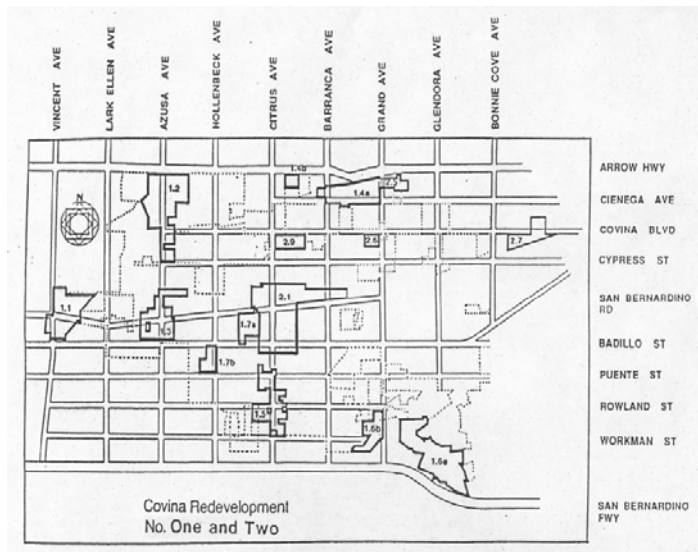 VINCENT AVE
LARK ELLEN AVE
AZUSA AVE
HOLLENBECK AVE
CITRUS AVE
BARRANCA AVE
GRAND AVE
GLENDORA AVE
BONNIE COVE AVE
ARROW HWY
1.4b
1.2
1.4a
CIENEGA AVE
N
COVINA BLVD
2.9
2.6
2.7
CYPRESS ST
1.1
2.1
SAN BERNARDINO
RD
1.7a
BADILLO ST
1.7b
PUENTE ST
ROWLAND ST
1.5
1.6b
WORKMAN ST
1.6a
Covina Redevelopment
No. One and Two
SAN BERNARDINO
FWY